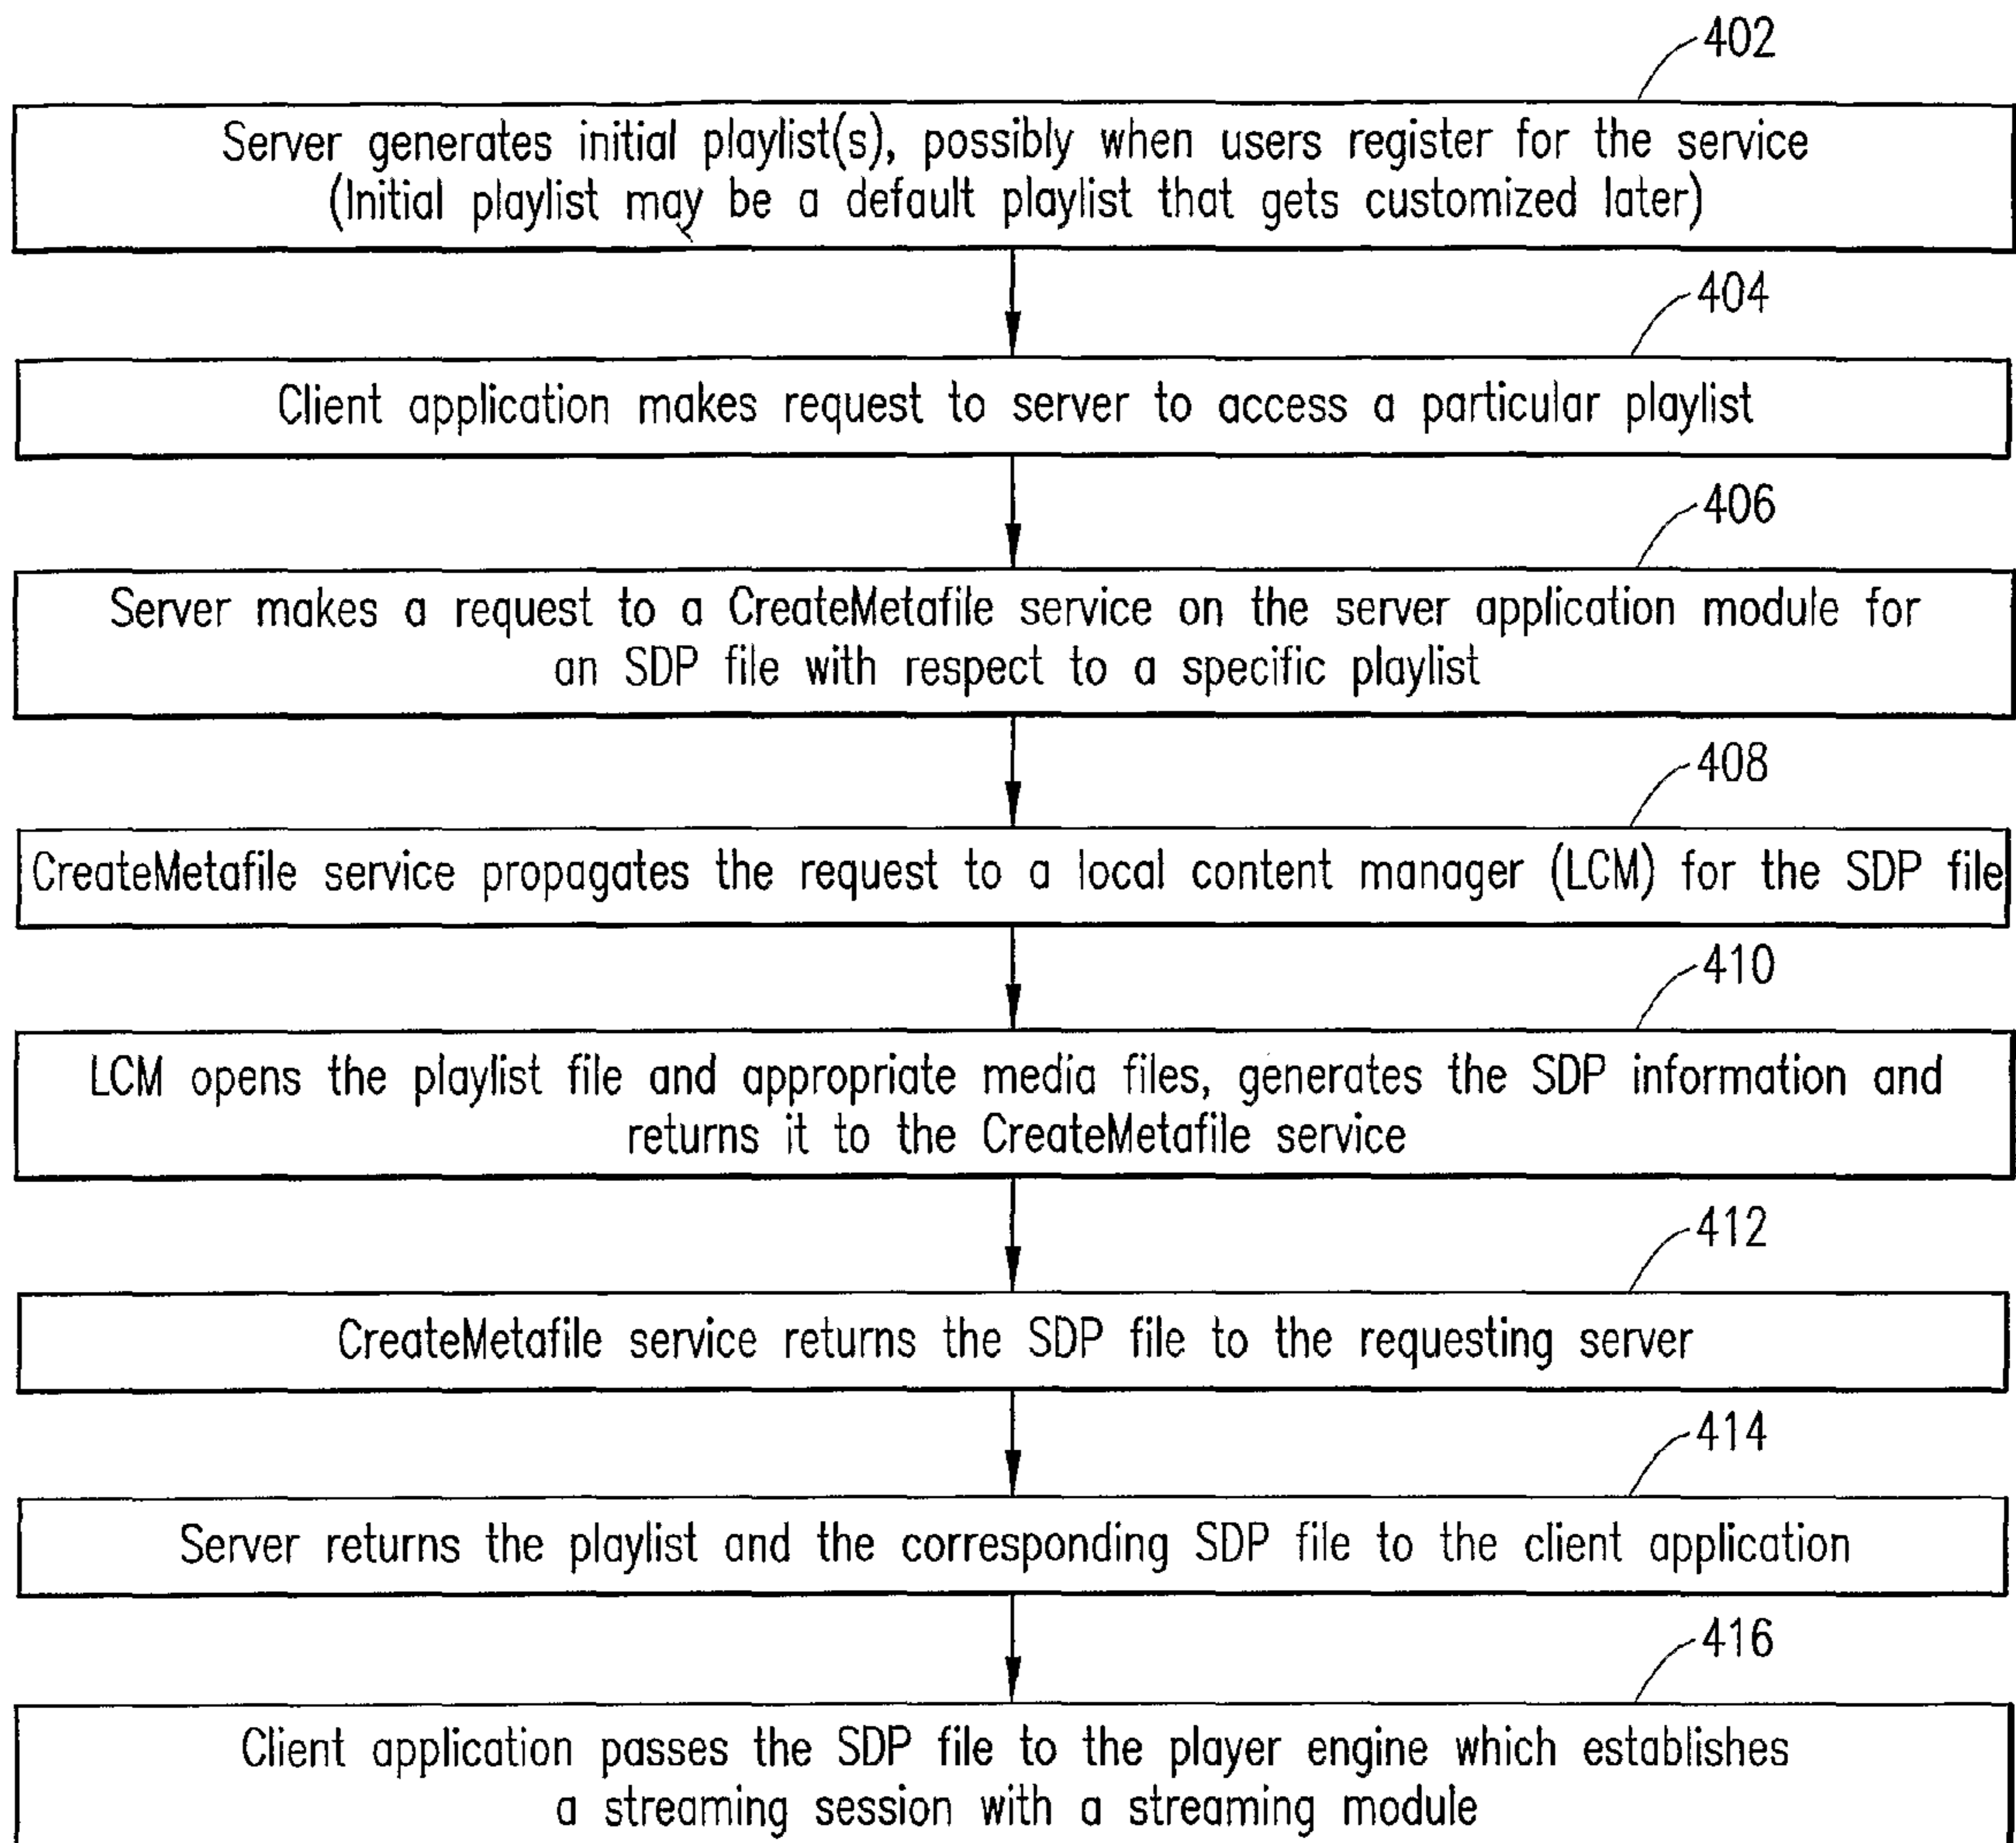 402
Server generates initial playlist(s), possibly when users register for the service
(Initial playlist may be a default playlist that gets customized later)
404
Client application makes request to server to access a particular playlist
406
Server makes a request to a CreateMetafile service on the server application module for
an SDP file with respect to a specific playlist
408
CreateMetafile service propagates the request to a local content manager (LCM) for the SDP file
410
LCM opens the playlist file and appropriate media files, generates the SDP information and
returns it to the CreateMetafile service
412
CreateMetafile service returns the SDP file to the requesting server
414
Server returns the playlist and the corresponding SDP file to the client application
416
Client application passes the SDP file to the player engine which establishes
a streaming session with a streaming module